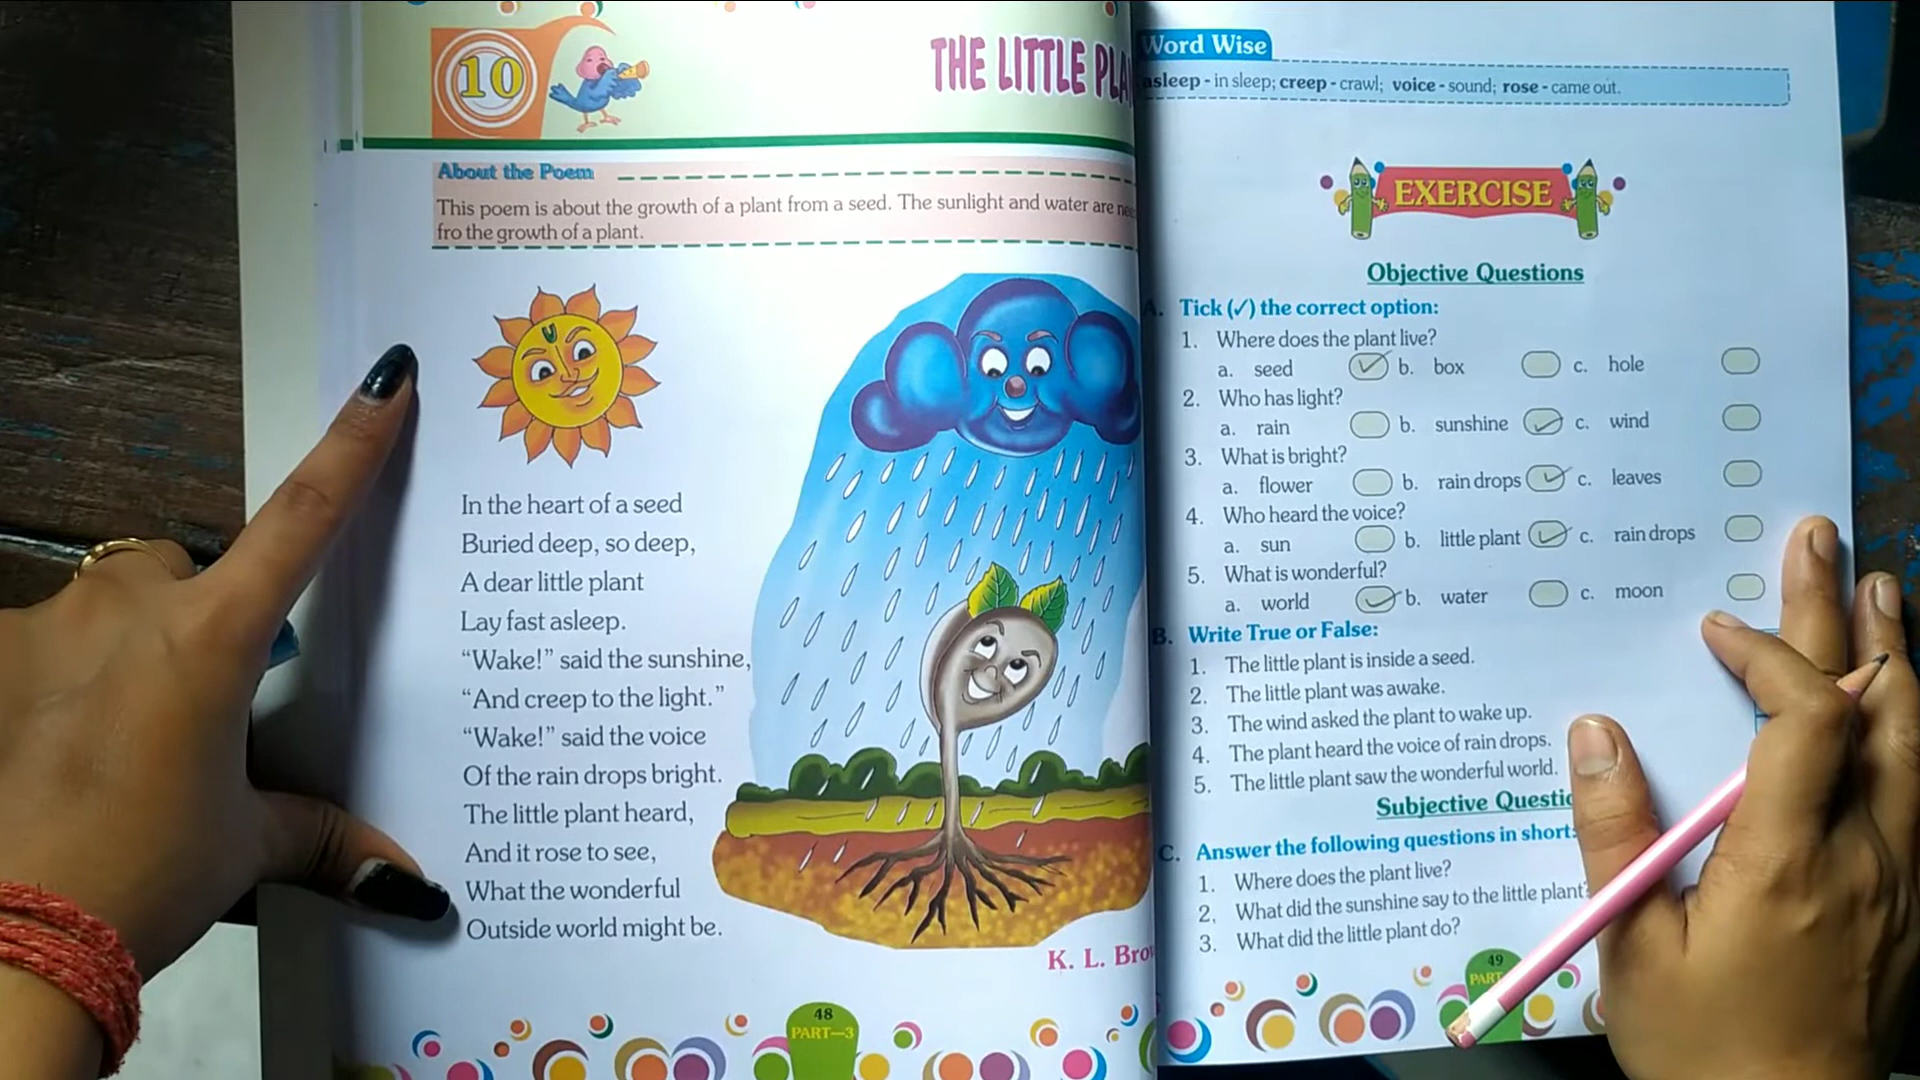 10
THE LITTLE
About the Poem
This poem is about the growth of a plant from a seed. The sunlight and water are
fro the growth of a plant.
In the heart of a seed
Buried deep, so deep,
A dear little plant
Lay fast asleep.
“Wake!” said the sunshine,
“And creep to the light.”
“Wake!” said the voice
Of the rain drops bright.
The little plant heard,
And it rose to see,
What the wonderful
Outside world might be.
K. L.
48
PART—3
Word Wise
asleep - in sleep; creep - crawl; voice - sound; rose - came out.
EXERCISE
Objective Questions
A. Tick (✓) the correct option:
1. Where does the plant live?
a. seed ✓ b. box c. hole
2. Who has light?
a. rain b. sunshine ✓ c. wind
3. What is bright?
a. flower b. rain drops ✓ c. leaves
4. Who heard the voice?
a. sun b. little plant ✓ c. rain drops
5. What is wonderful?
a. world ✓ b. water c. moon
B. Write True or False:
1. The little plant is inside a seed.
2. The little plant was awake.
3. The wind asked the plant to wake up.
4. The plant heard the voice of rain drops.
5. The little plant saw the wonderful world.
Subjective
C. Answer the following questions in short:
1. Where does the plant live?
2. What did the sunshine say to the little plant?
3. What did the little plant do?
49
PART